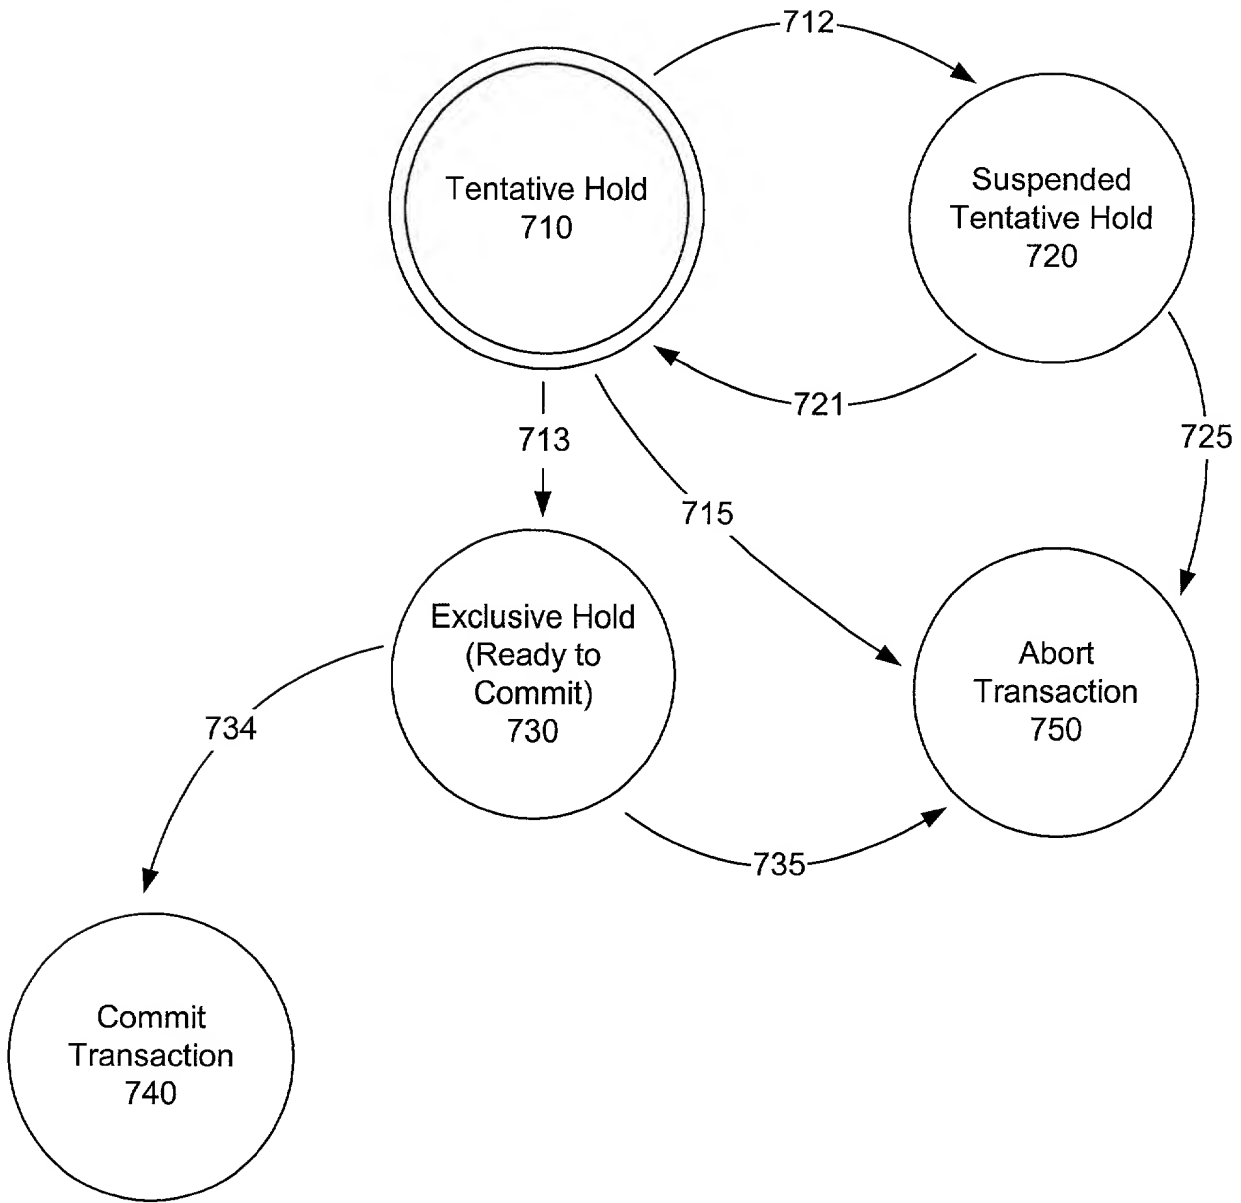 712
Tentative Hold
710
Suspended
Tentative Hold
720
721
713
725
715
Exclusive Hold
(Ready to
Commit)
730
Abort
Transaction
750
734
735
Commit
Transaction
740